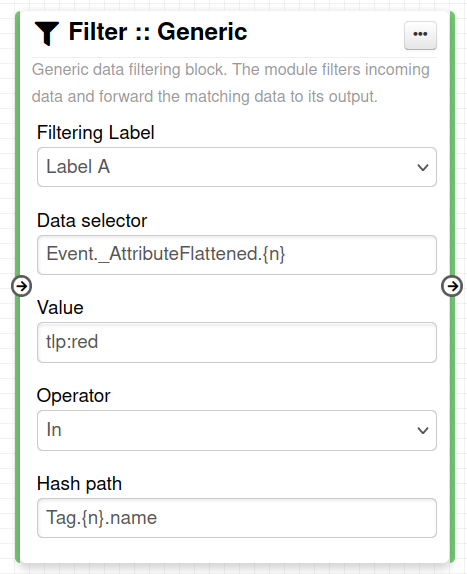 Filter :: Generic
•••
Generic data filtering block. The module filters incoming
data and forward the matching data to its output.
Filtering Label
Label A
Data selector
Event._AttributeFlattened.{n}
Value
tlp:red
Operator
In
Hash path
Tag.{n}.name